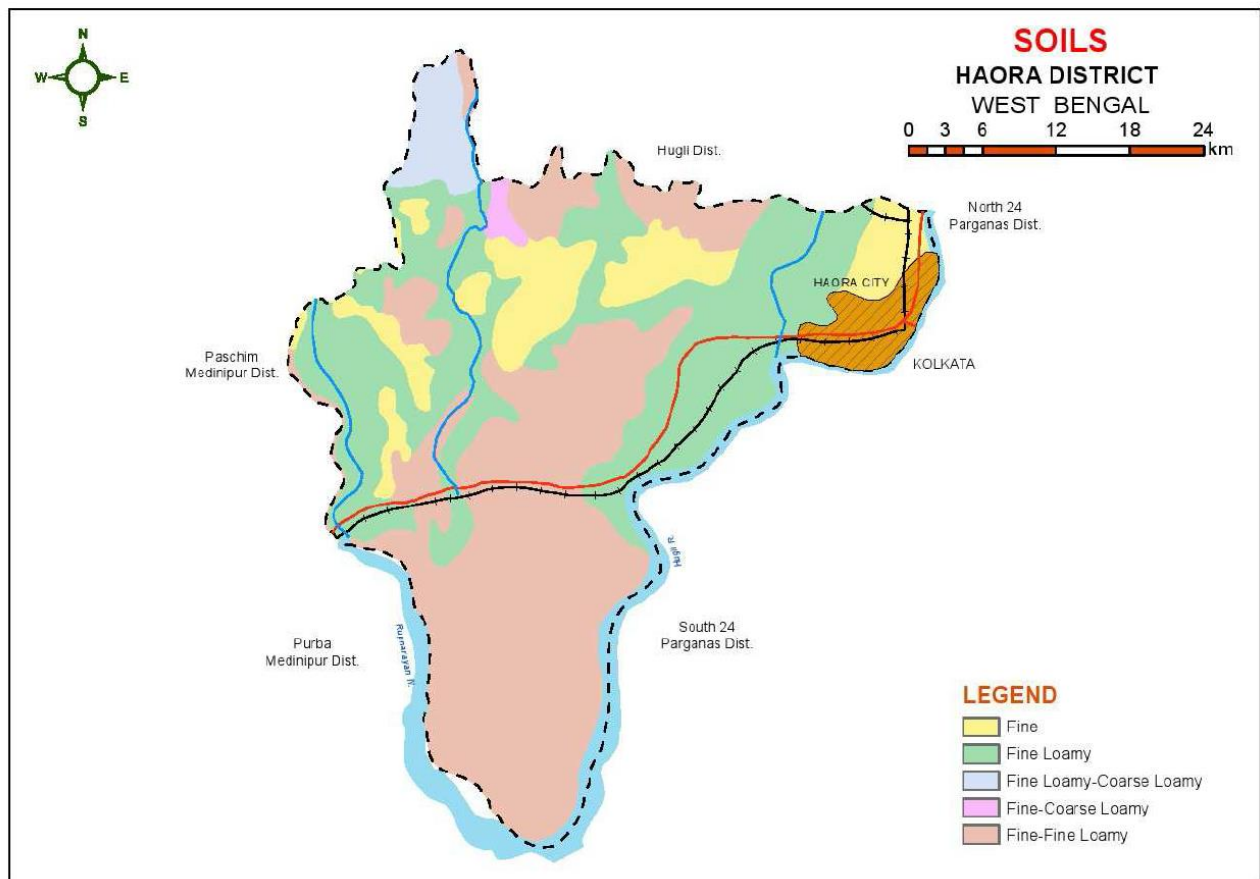 N
W
E
S
SOILS
HAORA DISTRICT
WEST BENGAL
0 3 6 12 18 24
km
Hugli Dist.
North 24
Parganas Dist.
HAORA CITY
KOLKATA
Paschim
Medinipur Dist.
Hugli R.
South 24
Parganas Dist.
Purba
Medinipur Dist.
Rupnarayan R.
LEGEND
Fine
Fine Loamy
Fine Loamy-Coarse Loamy
Fine-Coarse Loamy
Fine-Fine Loamy